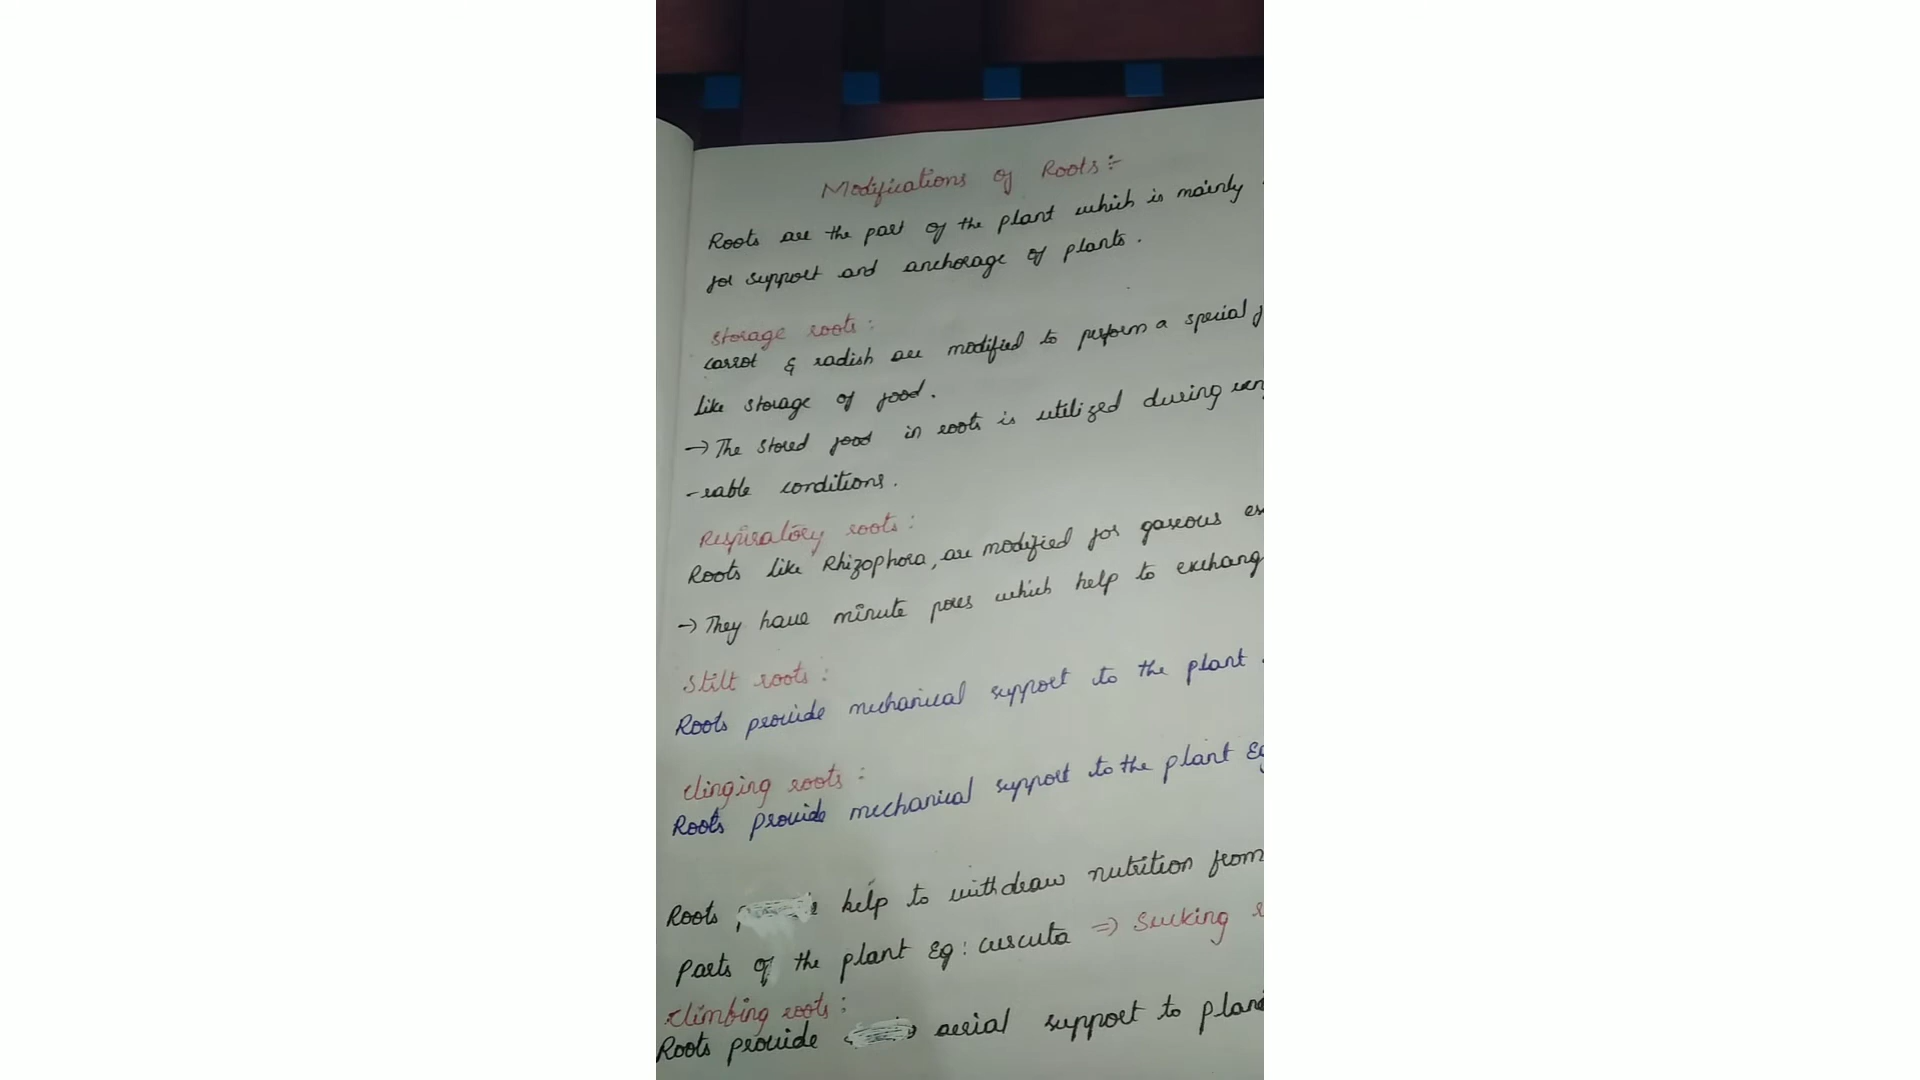 Modifications of Roots:-
Roots are the part of the plant which is mainly
for support and anchorage of plants.
Storage roots:
carrot & radish are modified to perform a special
like storage of food.
→ The stored food in roots is utilized during
-rable conditions.
Respiratory roots:
Roots like Rhizophora, are modified for gaseous ex
→ They have minute pores which help to exchang
Stilt roots:
Roots provide mechanical support to the plant
clinging roots:
Roots provide mechanical support to the plant Eg
Roots help to withdraw nutrition from
Parts of the plant Eg: cuscuta ⇒ Sucking r
climbing roots:
Roots provide aerial support to plan